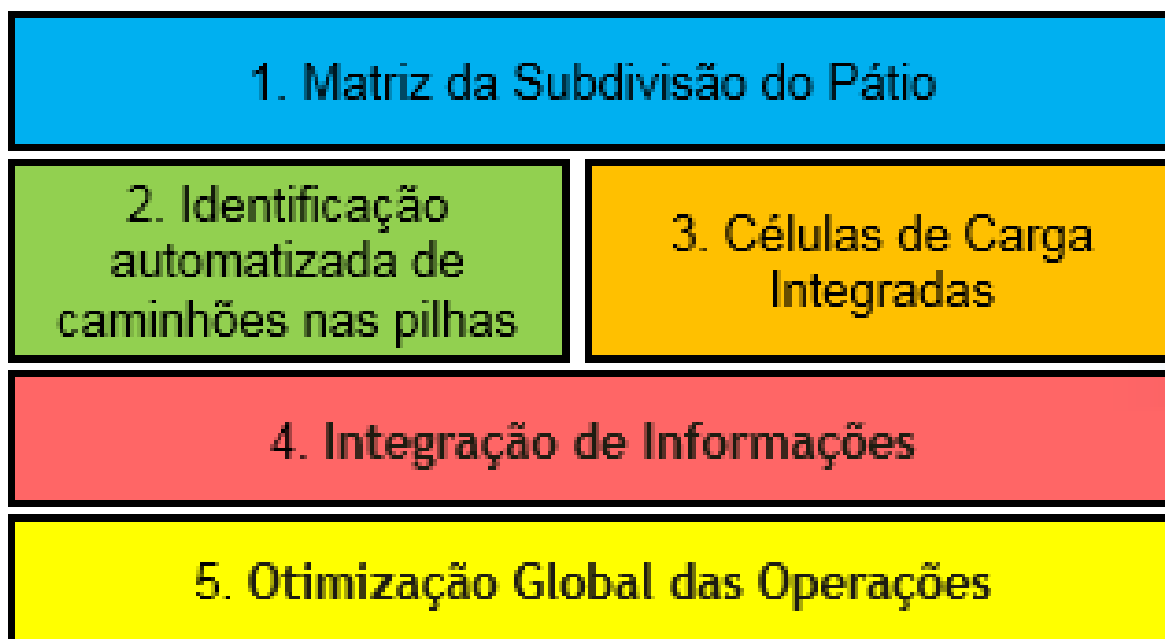 1. Matriz da Subdivisão do Pátio
2. Identificação
automatizada de
caminhões nas pilhas
3. Células de Carga
Integradas
4. Integração de Informações
5. Otimização Global das Operações